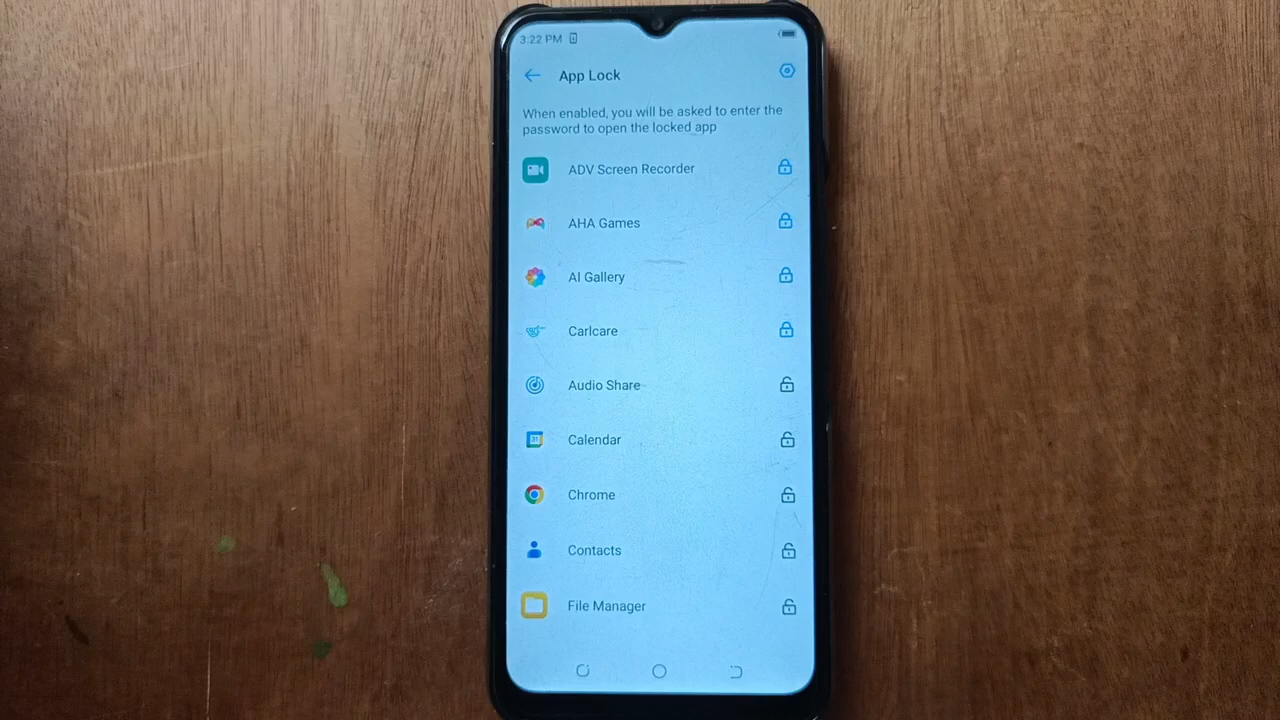 3:22 PM
App Lock
When enabled, you will be asked to enter the
password to open the locked app
ADV Screen Recorder
AHA Games
AI Gallery
Carlcare
Audio Share
Calendar
31
Chrome
Contacts
File Manager